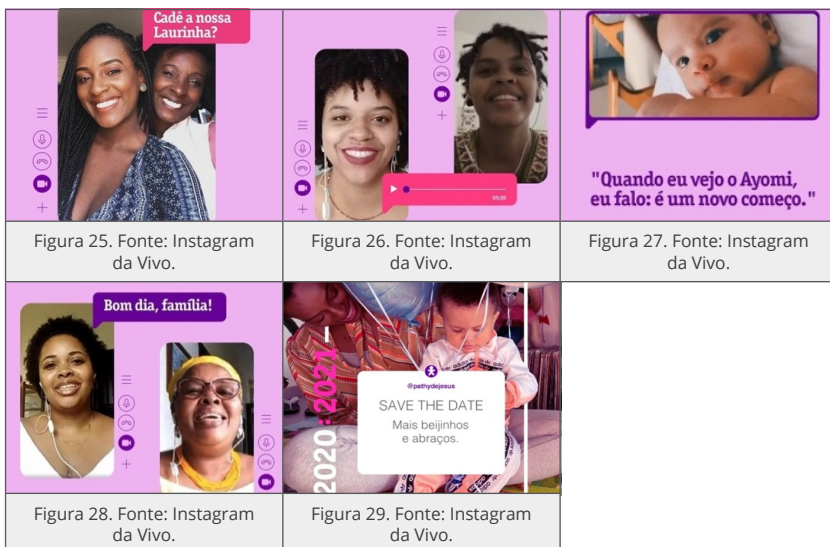 Cadê a nossa
Laurinha?
05:20
"Quando eu vejo o Ayomi,
eu falo: é um novo começo."
Figura 25. Fonte: Instagram
da Vivo.
Figura 26. Fonte: Instagram
da Vivo.
Figura 27. Fonte: Instagram
da Vivo.
Bom dia, família!
2020:2021–
@pathydejesus
SAVE THE DATE
Mais beijinhos
e abraços.
Figura 28. Fonte: Instagram
da Vivo.
Figura 29. Fonte: Instagram
da Vivo.